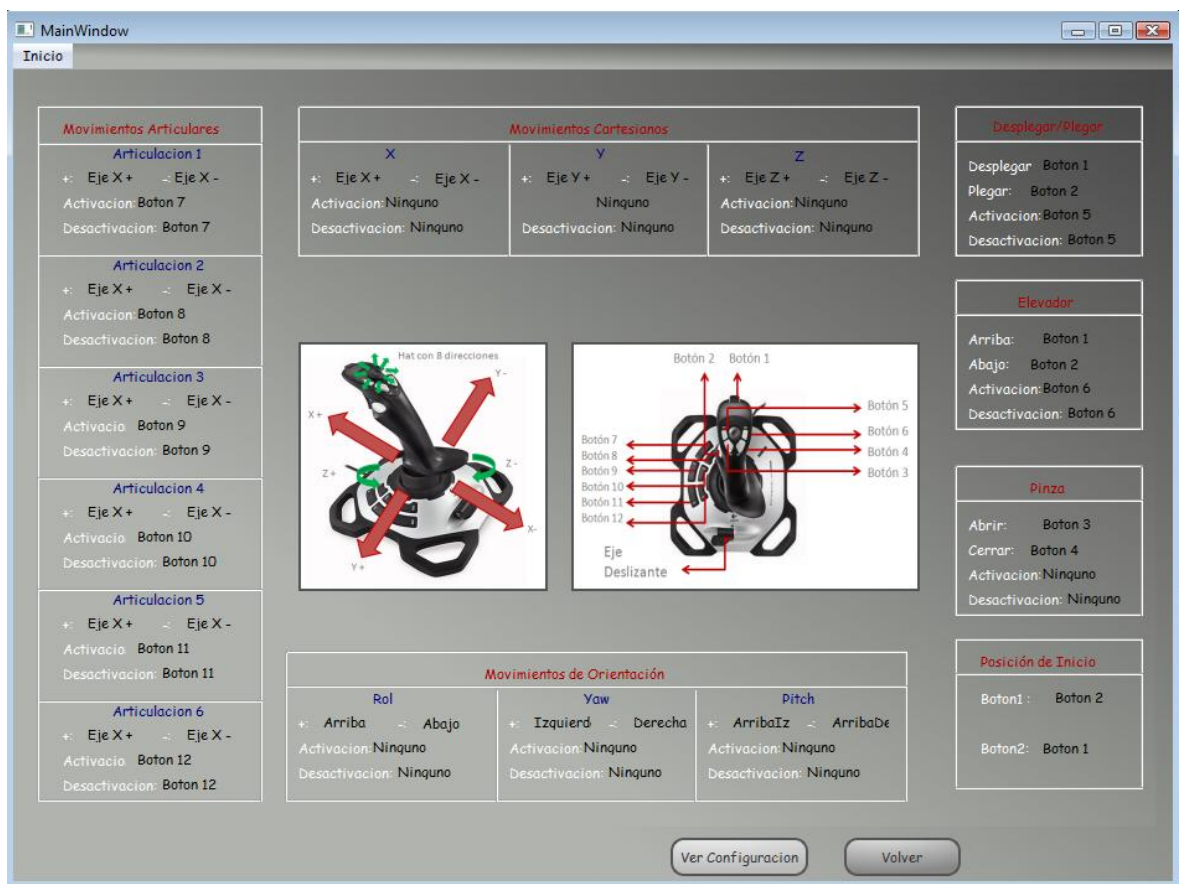 MainWindow
Inicio
Movimientos Articulares
Articulacion 1
+: Eje X + -: Eje X -
Activacion: Boton 7
Desactivacion: Boton 7
Articulacion 2
+: Eje X + -: Eje X -
Activacion: Boton 8
Desactivacion: Boton 8
Articulacion 3
+: Eje X + -: Eje X -
Activacio Boton 9
Desactivacion: Boton 9
Articulacion 4
+: Eje X + -: Eje X -
Activacio Boton 10
Desactivacion: Boton 10
Articulacion 5
+: Eje X + -: Eje X -
Activacio Boton 11
Desactivacion: Boton 11
Articulacion 6
+: Eje X + -: Eje X -
Activacio Boton 12
Desactivacion: Boton 12
Movimientos Cartesianos
X
+: Eje X + -: Eje X -
Activacion: Ninguno
Desactivacion: Ninguno
Y
+: Eje Y + -: Eje Y -
Ninguno
Desactivacion: Ninguno
Z
+: Eje Z + -: Eje Z -
Activacion: Ninguno
Desactivacion: Ninguno
Hat con 8 direcciones
Y -
X +
Z +
Z -
X-
Y +
Botón 2 Botón 1
Botón 5
Botón 6
Botón 4
Botón 3
Botón 7
Botón 8
Botón 9
Botón 10
Botón 11
Botón 12
Eje
Deslizante
Movimientos de Orientación
Rol
+: Arriba -: Abajo
Activacion: Ninguno
Desactivacion: Ninguno
Yaw
+: Izquierd -: Derecha
Activacion: Ninguno
Desactivacion: Ninguno
Pitch
+: ArribaIz -: ArribaDe
Activacion: Ninguno
Desactivacion: Ninguno
Desplegar/Plegar
Desplegar Boton 1
Plegar: Boton 2
Activacion: Boton 5
Desactivacion: Boton 5
Elevador
Arriba: Boton 1
Abajo: Boton 2
Activacion: Boton 6
Desactivacion: Boton 6
Pinza
Abrir: Boton 3
Cerrar: Boton 4
Activacion: Ninguno
Desactivacion: Ninguno
Posición de Inicio
Boton1 : Boton 2
Boton2: Boton 1
Ver Configuracion
Volver